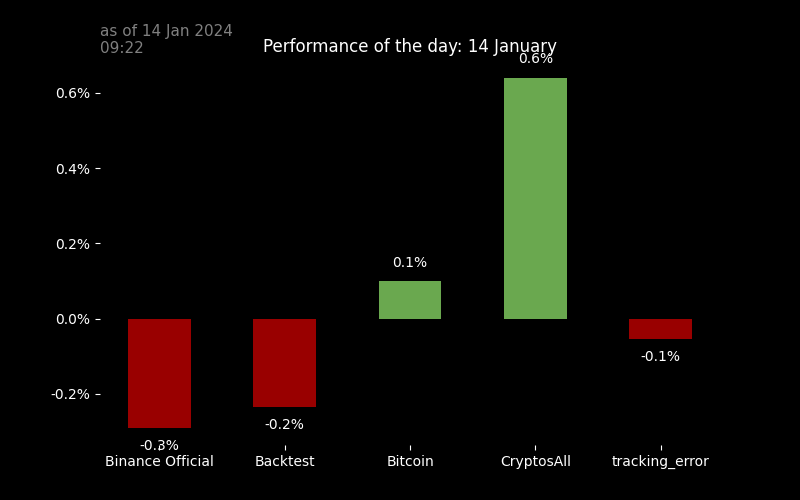 as of 14 Jan 2024
09:22
Performance of the day: 14 January
0.6%
0.6%
0.4%
0.2%
0.1%
0.0%
-0.1%
-0.2%
-0.2%
-0.3%
Binance Official
Backtest
Bitcoin
CryptosAll
tracking_error